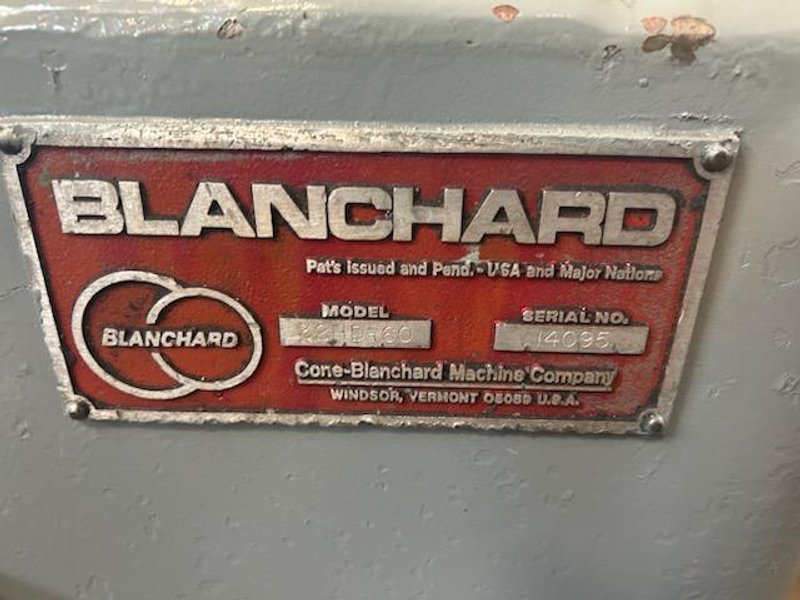 BLANCHARD
Pat's Issued and Pend. - USA and Major Nations
BLANCHARD
MODEL
SERIAL NO.
14095
Cone-Blanchard Machine Company
WINDSOR, VERMONT 05089 U.S.A.